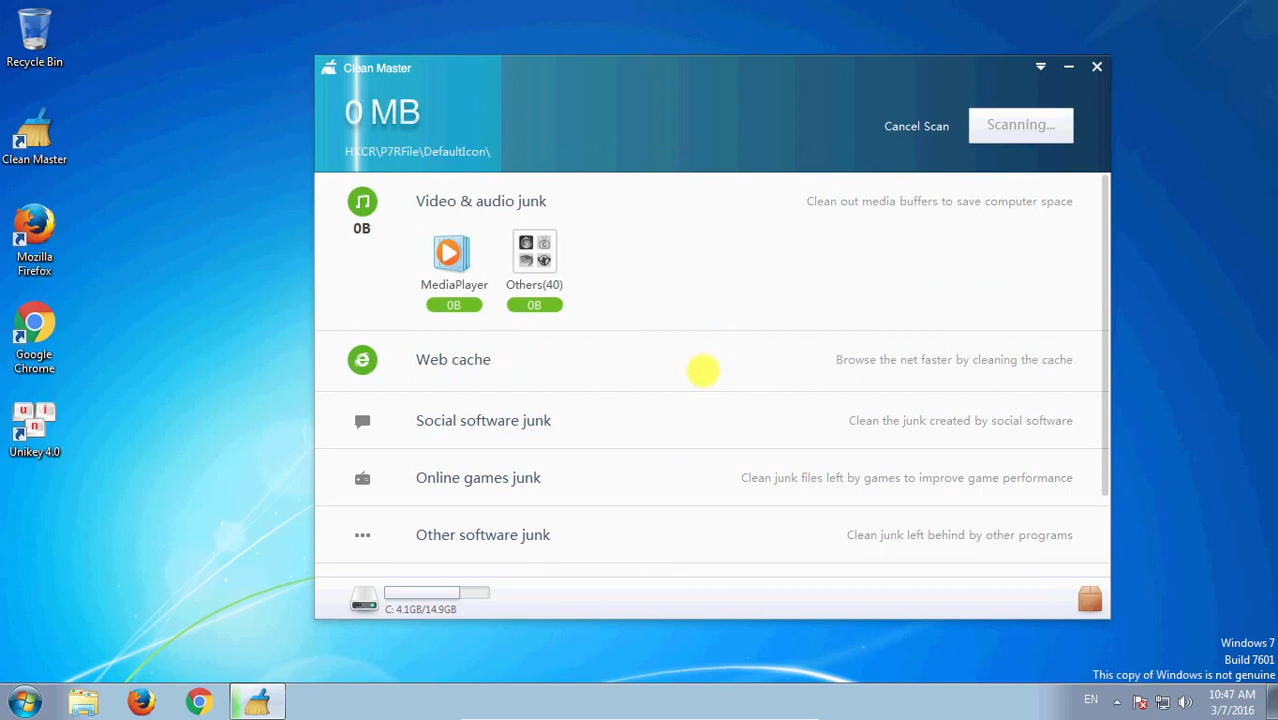 Recycle Bin
Clean Master
Mozilla
Firefox
Google
Chrome
u i
n
Unikey 4.0
Clean Master
0 MB
HKCR\P7RFile\DefaultIcon\
Cancel Scan
Scanning...
Video & audio junk
Clean out media buffers to save computer space
0B
MediaPlayer
Others(40)
0B
0B
Web cache
Browse the net faster by cleaning the cache
Social software junk
Clean the junk created by social software
Online games junk
Clean junk files left by games to improve game performance
Other software junk
Clean junk left behind by other programs
C: 4.1GB/14.9GB
Windows 7
Build 7601
This copy of Windows is not genuine
EN
10:47 AM
3/7/2016